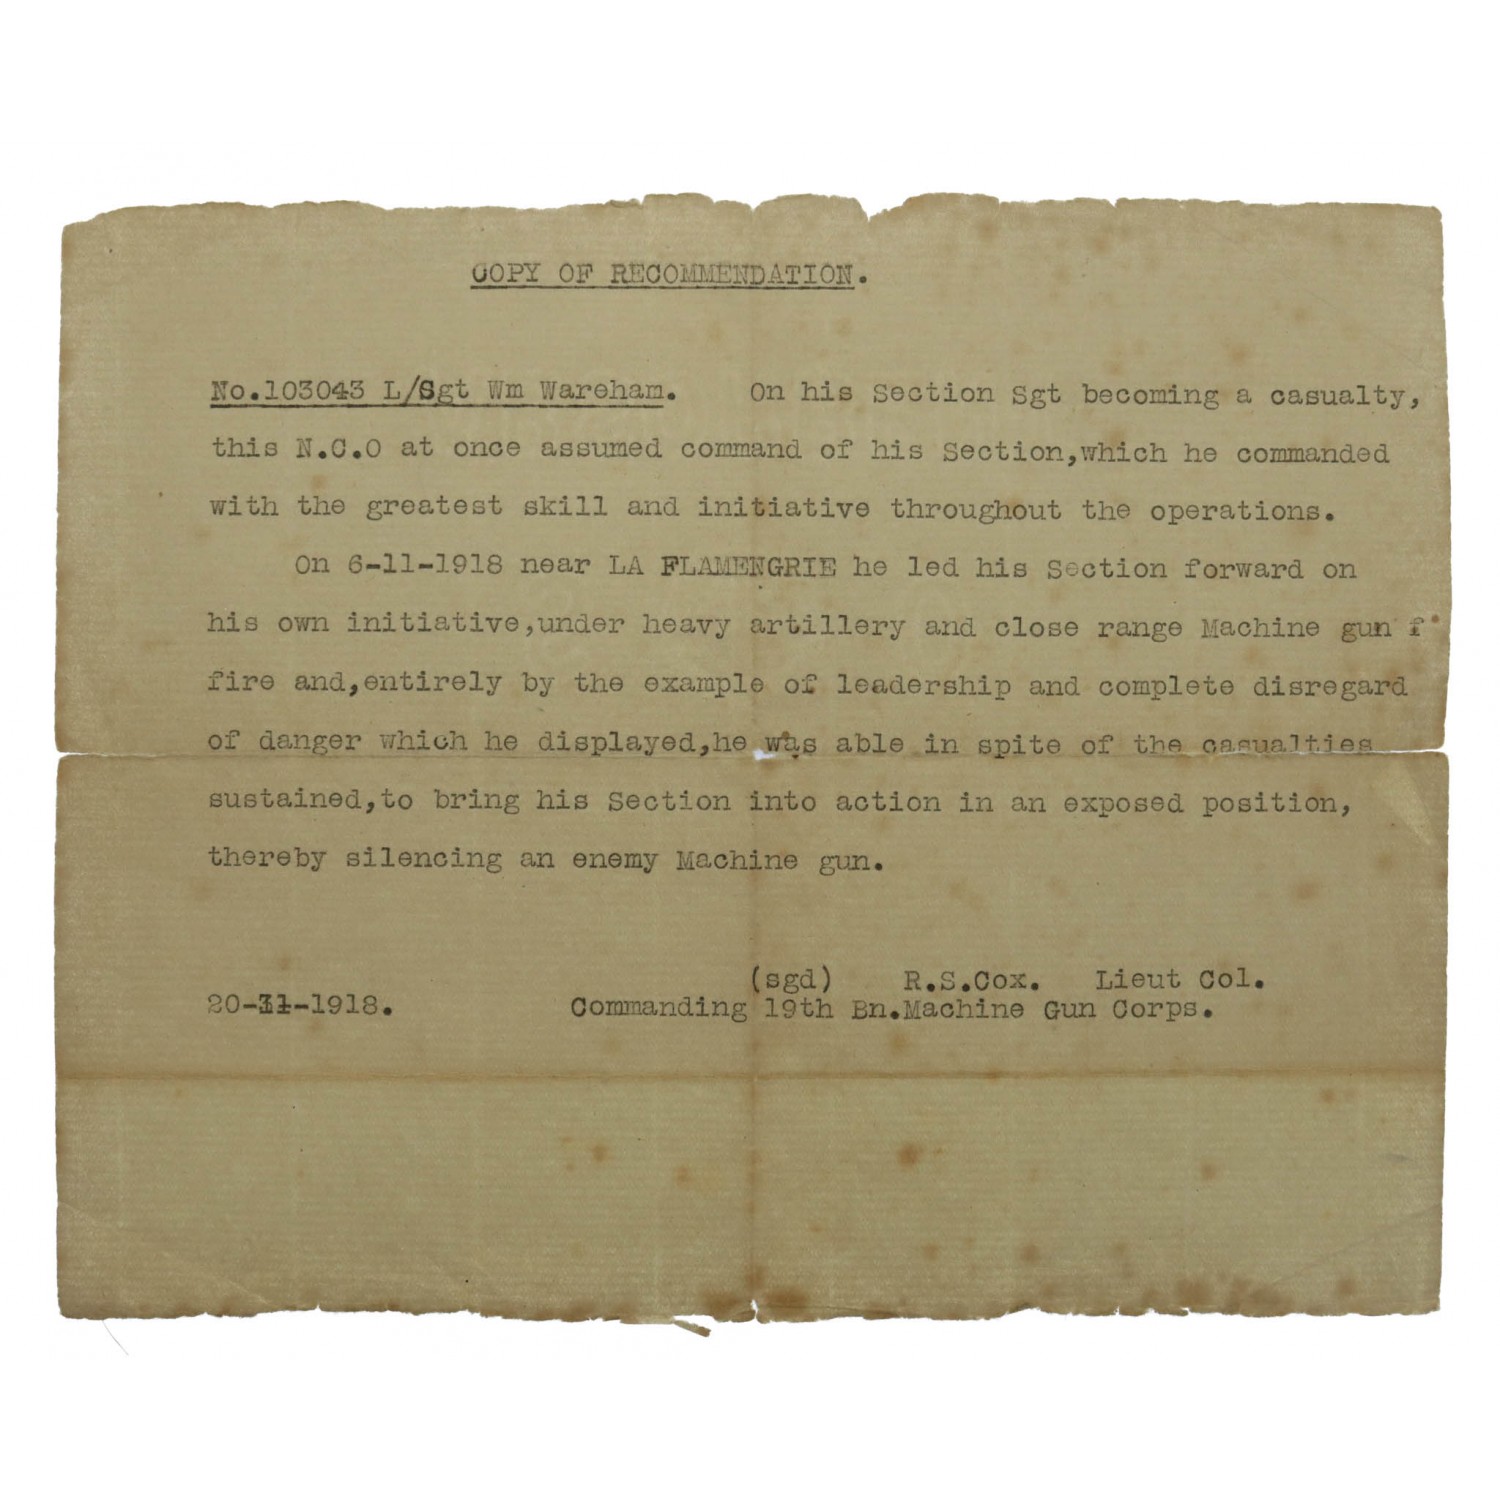 COPY OF RECOMMENDATION.
No.103043 L/Sgt Wm Wareham. On his Section Sgt becoming a casualty,
this N.C.O at once assumed command of his Section,which he commanded
with the greatest skill and initiative throughout the operations.
On 6-11-1918 near LA FLAMENGRIE he led his Section forward on
his own initiative,under heavy artillery and close range Machine gun f
fire and,entirely by the example of leadership and complete disregard
of danger which he displayed,he was able in spite of the casualties
sustained,to bring his Section into action in an exposed position,
thereby silencing an enemy Machine gun.
(sgd) R.S.Cox. Lieut Col.
20-11-1918. Commanding 19th Bn.Machine Gun Corps.